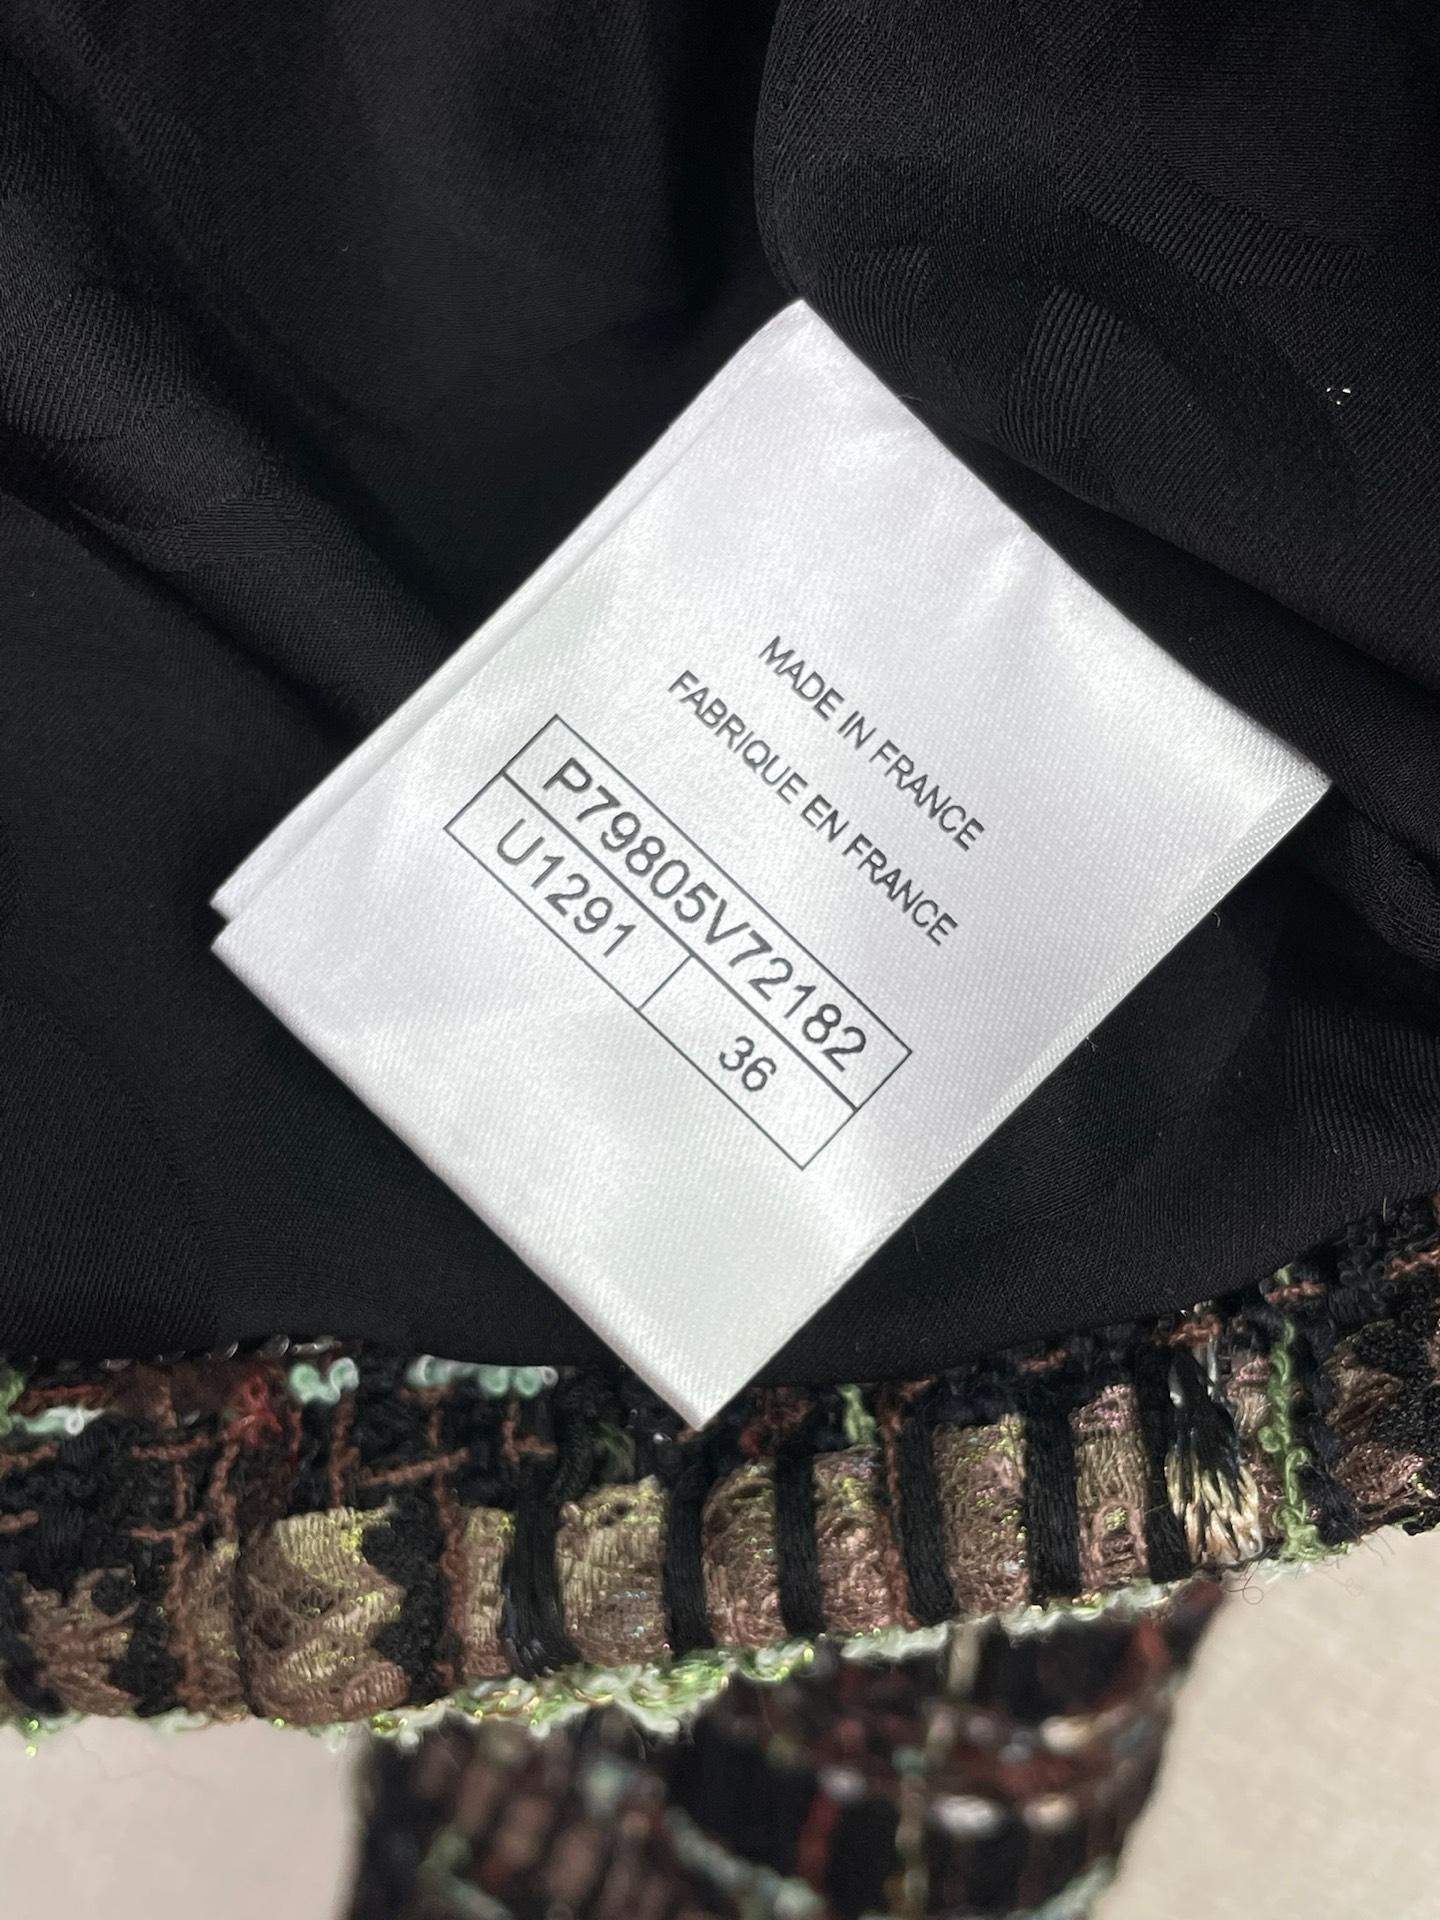 MADE IN FRANCE
FABRIQUE EN FRANCE
P79805V72182
U1291 36